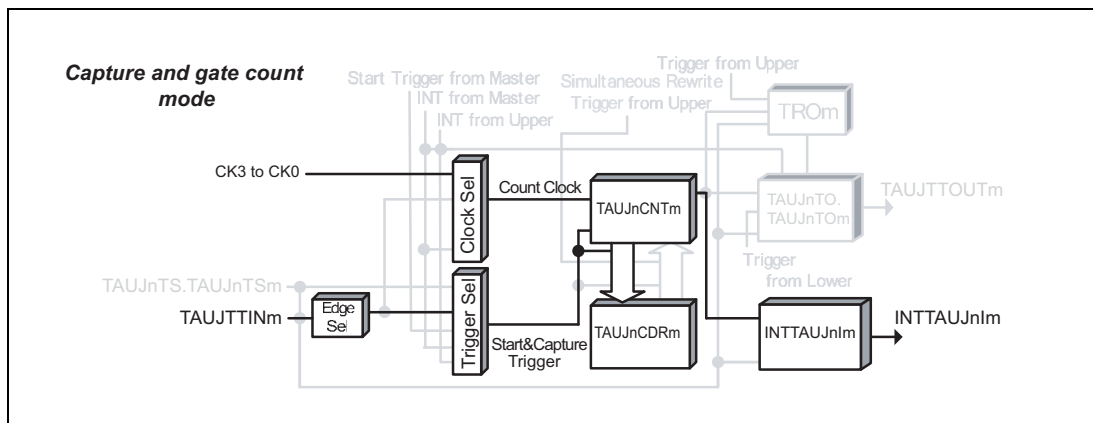 Capture and gate count
mode
Start Trigger from Master
INT from Master
INT from Upper
Simultaneous Rewrite
Trigger from Upper
Trigger from Upper
TROm
CK3 to CK0
Clock Sel
Count Clock
TAUJnCNTm
TAUJnTO.
TAUJnTOm
TAUJTTOUTm
Trigger
from Lower
TAUJnTS.TAUJnTSm
TAUJTTINm
Edge
Sel
Trigger Sel
Start&Capture
Trigger
TAUJnCDRm
INTTAUJnIm
INTTAUJnIm